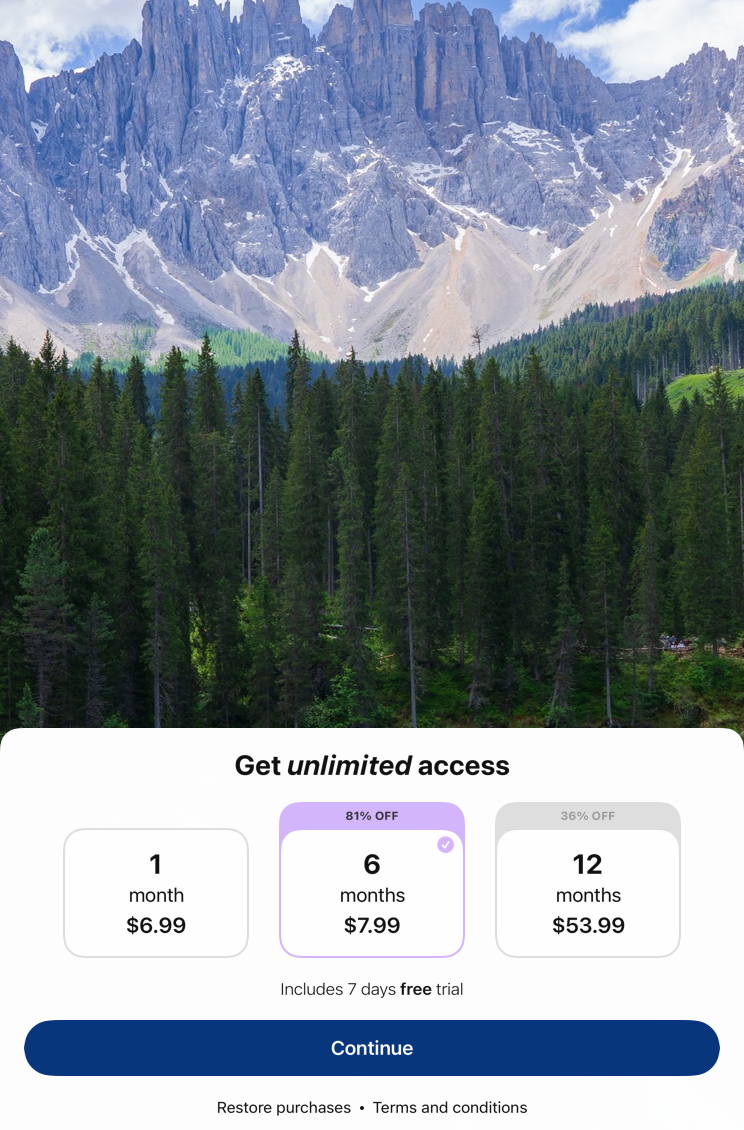 Get unlimited access
81% OFF
36% OFF
1
month
$6.99
6
months
$7.99
12
months
$53.99
Includes 7 days free trial
Continue
Restore purchases • Terms and conditions